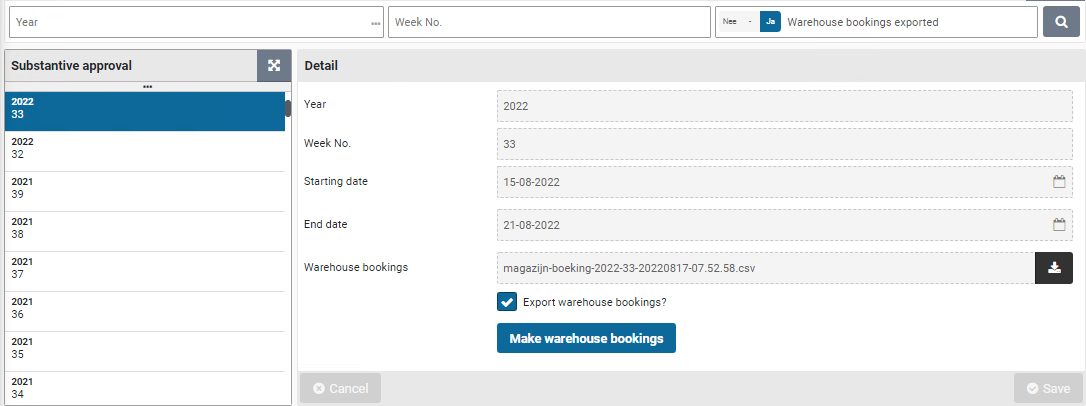 Year ...
Week No.
Nee - Ja Warehouse bookings exported
Substantive approval
...
2022
33
2022
32
2021
39
2021
38
2021
37
2021
36
2021
35
2021
34
Detail
Year 2022
Week No. 33
Starting date 15-08-2022
End date 21-08-2022
Warehouse bookings magazijn-boeking-2022-33-20220817-07.52.58.csv
Export warehouse bookings?
Make warehouse bookings
Cancel Save